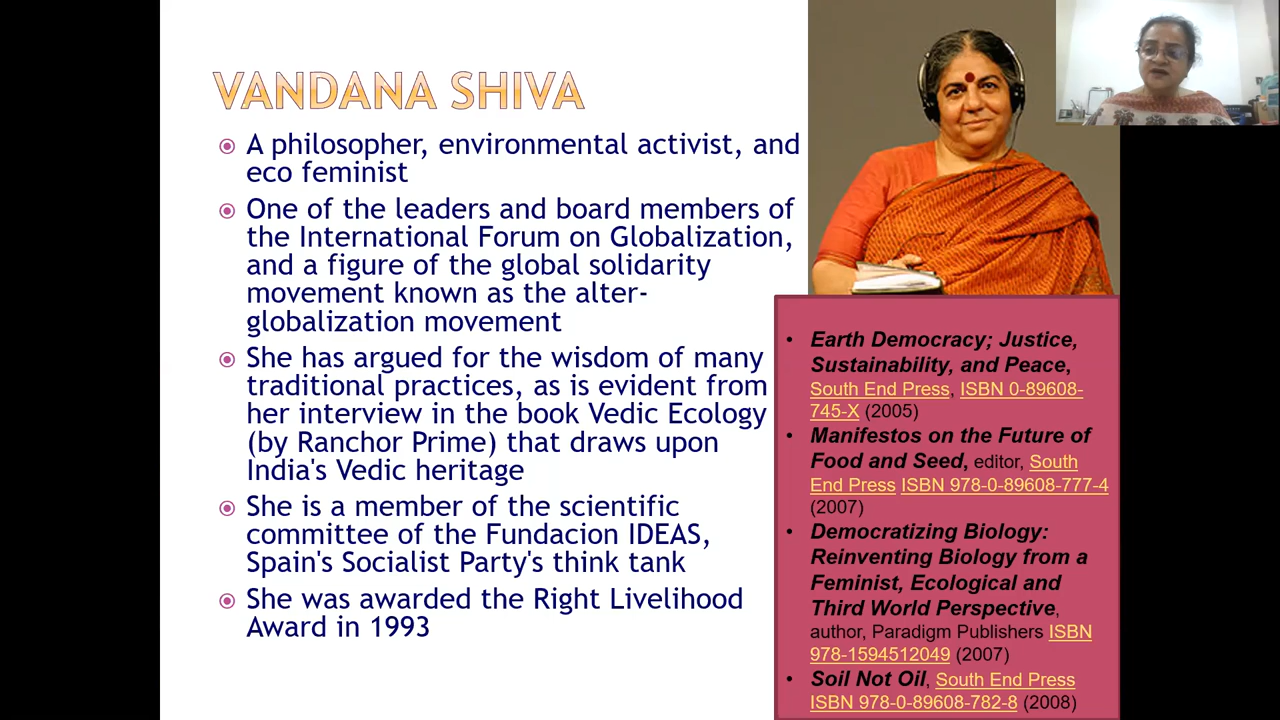 VANDANA SHIVA
A philosopher, environmental activist, and
eco feminist
One of the leaders and board members of
the International Forum on Globalization,
and a figure of the global solidarity
movement known as the alter-
globalization movement
She has argued for the wisdom of many
traditional practices, as is evident from
her interview in the book Vedic Ecology
(by Ranchor Prime) that draws upon
India's Vedic heritage
She is a member of the scientific
committee of the Fundacion IDEAS,
Spain's Socialist Party's think tank
She was awarded the Right Livelihood
Award in 1993
• Earth Democracy; Justice,
Sustainability, and Peace,
South End Press, ISBN 0-89608-
745-X (2005)
• Manifestos on the Future of
Food and Seed, editor, South
End Press ISBN 978-0-89608-777-4
(2007)
• Democratizing Biology:
Reinventing Biology from a
Feminist, Ecological and
Third World Perspective,
author, Paradigm Publishers ISBN
978-1594512049 (2007)
• Soil Not Oil, South End Press
ISBN 978-0-89608-782-8 (2008)